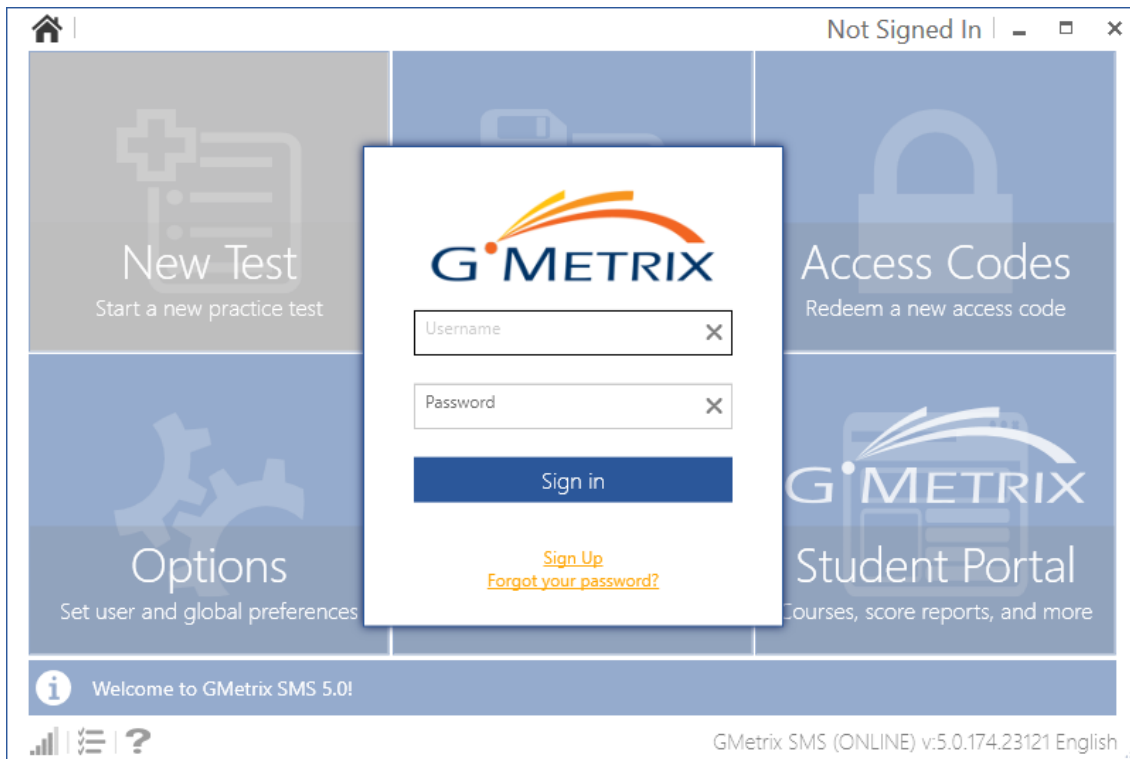 Not Signed In
New Test
Start a new practice test
Access Codes
Redeem a new access code
G METRIX
Username
Password
Sign in
Sign Up
Forgot your password?
Options
Set user and global preferences
G METRIX
Student Portal
Courses, score reports, and more
Welcome to GMetrix SMS 5.0!
GMetrix SMS (ONLINE) v:5.0.174.23121 English